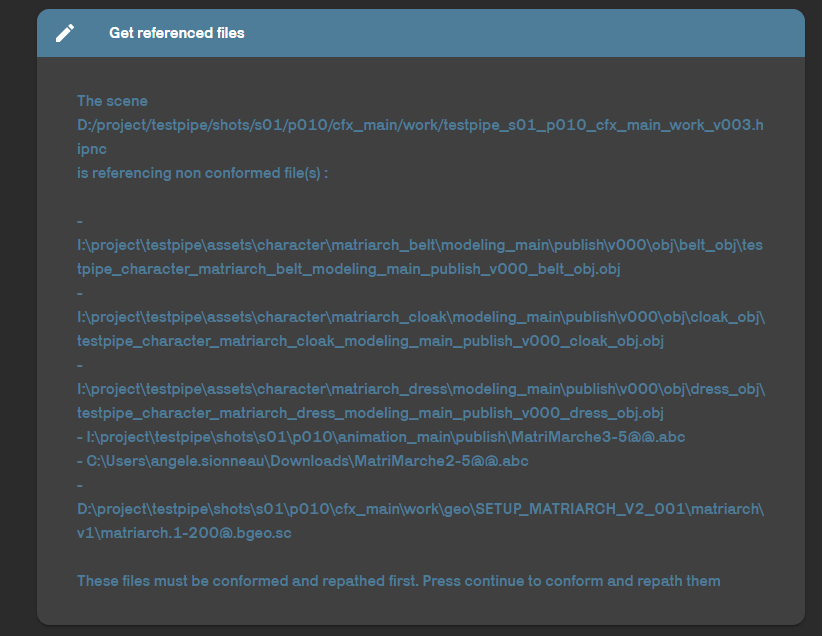 Get referenced files
The scene
D:/project/testpipe/shots/s01/p010/cfx_main/work/testpipe_s01_p010_cfx_main_work_v003.h
ipnc
is referencing non conformed file(s) :
-
I:\project\testpipe\assets\character\matriarch_belt\modeling_main\publish\v000\obj\belt_obj\tes
tpipe_character_matriarch_belt_modeling_main_publish_v000_belt_obj.obj
-
I:\project\testpipe\assets\character\matriarch_cloak\modeling_main\publish\v000\obj\cloak_obj\
testpipe_character_matriarch_cloak_modeling_main_publish_v000_cloak_obj.obj
-
I:\project\testpipe\assets\character\matriarch_dress\modeling_main\publish\v000\obj\dress_obj\
testpipe_character_matriarch_dress_modeling_main_publish_v000_dress_obj.obj
- I:\project\testpipe\shots\s01\p010\animation_main\publish\MatriMarche3-5@@.abc
- C:\Users\angele.sionneau\Downloads\MatriMarche2-5@@.abc
-
D:\project\testpipe\shots\s01\p010\cfx_main\work\geo\SETUP_MATRIARCH_V2_001\matriarch\
v1\matriarch.1-200@.bgeo.sc
These files must be conformed and repathed first. Press continue to conform and repath them